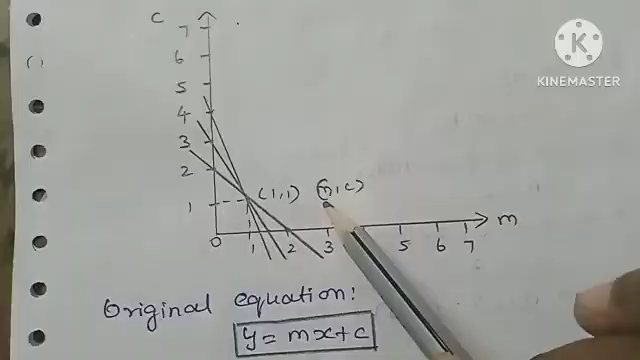 c
7
6
5
4
3
2
1
(1,1) (m,c)
0 1 2 3 5 6 7 m
Original equation:
y = mx+c
K
KINEMASTER